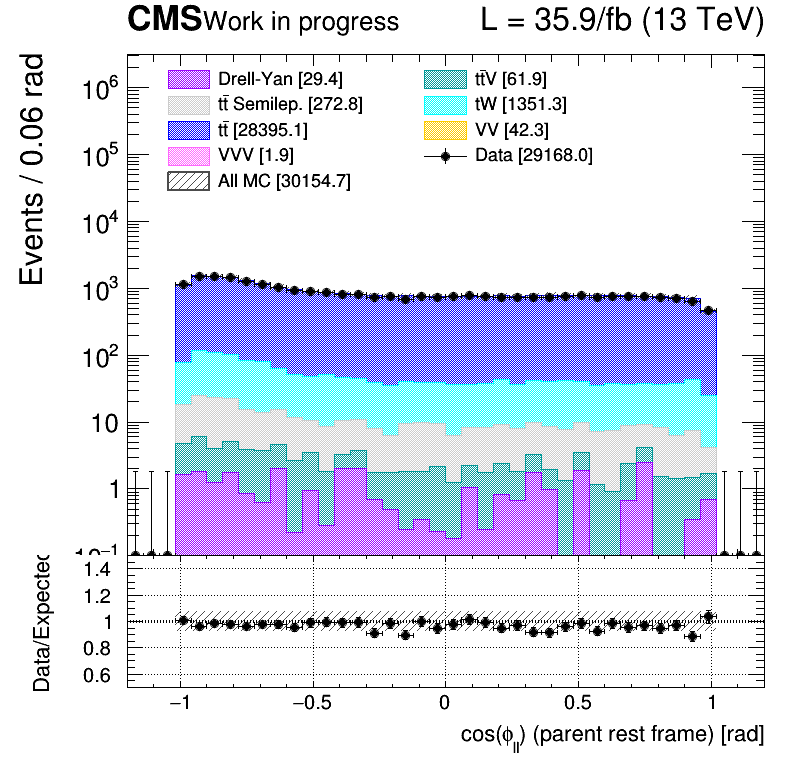 CMS Work in progress L = 35.9/fb (13 TeV)
Events / 0.06 rad
Drell-Yan [29.4]
tt̄ Semilep. [272.8]
tt̄ [28395.1]
VVV [1.9]
All MC [30154.7]
tt̄V [61.9]
tW [1351.3]
VV [42.3]
Data [29168.0]
10⁶
10⁵
10⁴
10³
10²
10
1
Data/Expected
1.4
1.2
1
0.8
0.6
−1 −0.5 0 0.5 1
cos(ϕ_ll) (parent rest frame) [rad]